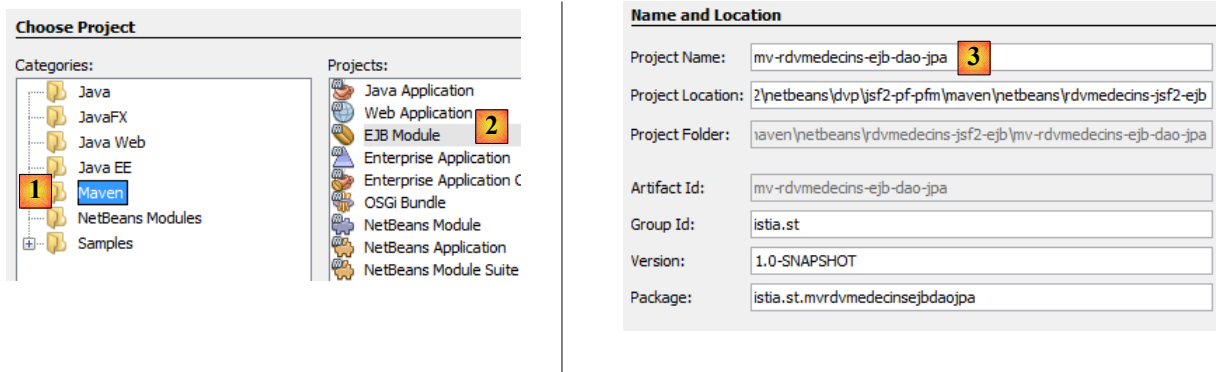 Choose Project
Categories:
Java
JavaFX
Java Web
Java EE
1
Maven
NetBeans Modules
Samples
Projects:
Java Application
Web Application
2
EJB Module
Enterprise Application
Enterprise Application C
OSGi Bundle
NetBeans Module
NetBeans Application
NetBeans Module Suite
Name and Location
Project Name: mv-rdvmedecins-ejb-dao-jpa 3
Project Location: 2\netbeans\dvp\jsf2-pf-pfm\maven\netbeans\rdvmedecins-jsf2-ejb
Project Folder: naven\netbeans\rdvmedecins-jsf2-ejb\mv-rdvmedecins-ejb-dao-jpa
Artifact Id: mv-rdvmedecins-ejb-dao-jpa
Group Id: istia.st
Version: 1.0-SNAPSHOT
Package: istia.st.mvrdvmedecinsejbdaojpa